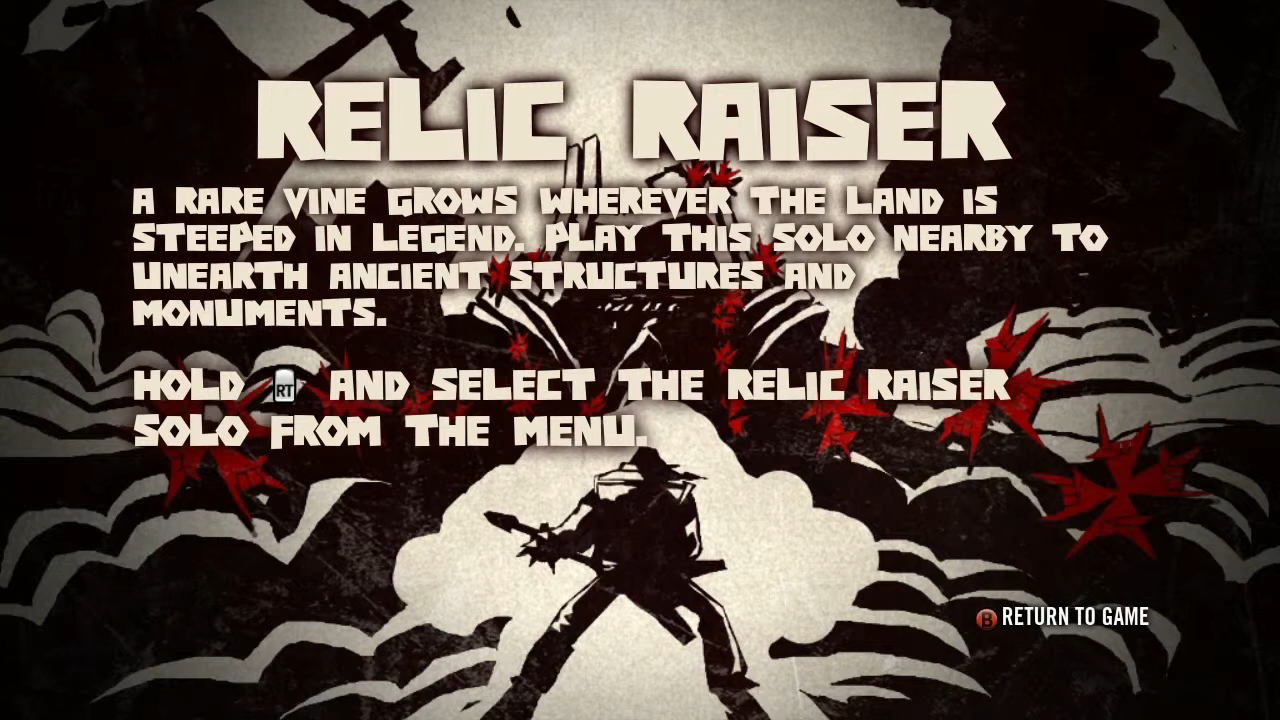 RELIC RAISER
A RARE VINE GROWS WHEREVER THE LAND IS
STEEPED IN LEGEND. PLAY THIS SOLO NEARBY TO
UNEARTH ANCIENT STRUCTURES AND
MONUMENTS.
HOLD RT AND SELECT THE RELIC RAISER
SOLO FROM THE MENU.
B RETURN TO GAME